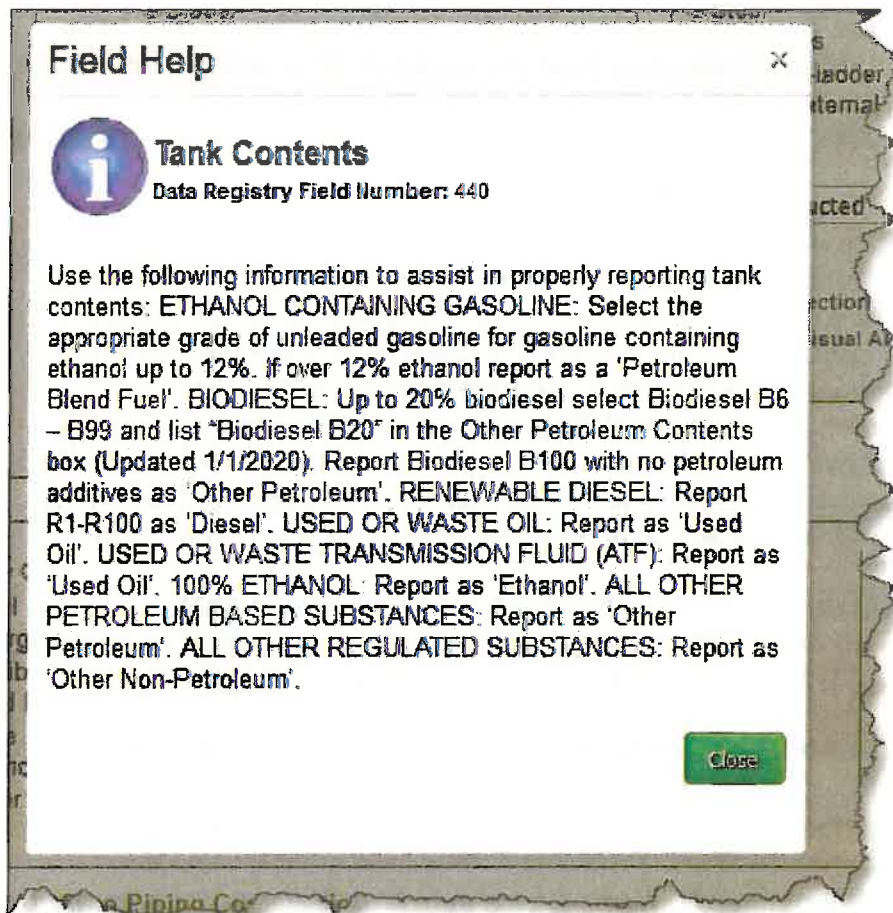 Field Help
×
-ladder,
ternal
Tank Contents
Data Registry Field Number: 440
ucted
Use the following information to assist in properly reporting tank
contents: ETHANOL CONTAINING GASOLINE: Select the
appropriate grade of unleaded gasoline for gasoline containing
ethanol up to 12%. If over 12% ethanol report as a 'Petroleum
Blend Fuel'. BIODIESEL: Up to 20% biodiesel select Biodiesel B6
– B99 and list "Biodiesel B20" in the Other Petroleum Contents
box (Updated 1/1/2020). Report Biodiesel B100 with no petroleum
additives as 'Other Petroleum'. RENEWABLE DIESEL: Report
R1-R100 as 'Diesel'. USED OR WASTE OIL: Report as 'Used
Oil'. USED OR WASTE TRANSMISSION FLUID (ATF): Report as
'Used Oil'. 100% ETHANOL: Report as 'Ethanol'. ALL OTHER
PETROLEUM BASED SUBSTANCES: Report as 'Other
Petroleum'. ALL OTHER REGULATED SUBSTANCES: Report as
'Other Non-Petroleum'.
ection
isual
Close
Piping